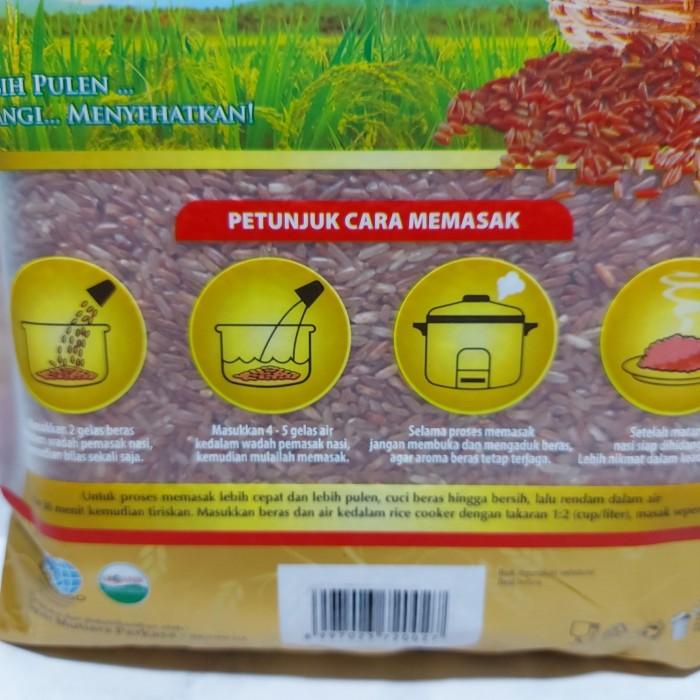 IH PULEN ...
NGI... MENYEHATKAN!
PETUNJUK CARA MEMASAK
2 gelas beras
wadah pemasak nasi,
bilas sekali saja.
Masukkan 4 - 5 gelas air
kedalam wadah pemasak nasi,
kemudian mulailah memasak.
Selama proses memasak
jangan membuka dan mengaduk beras,
agar aroma beras tetap terjaga.
Setelah
nasi siap
Lebih nikmat dalam
Untuk proses memasak lebih cepat dan lebih pulen, cuci beras hingga bersih, lalu rendam dalam air
menit kemudian tiriskan. Masukkan beras dan air kedalam rice cooker dengan takaran 1:2 (cup/liter), masak